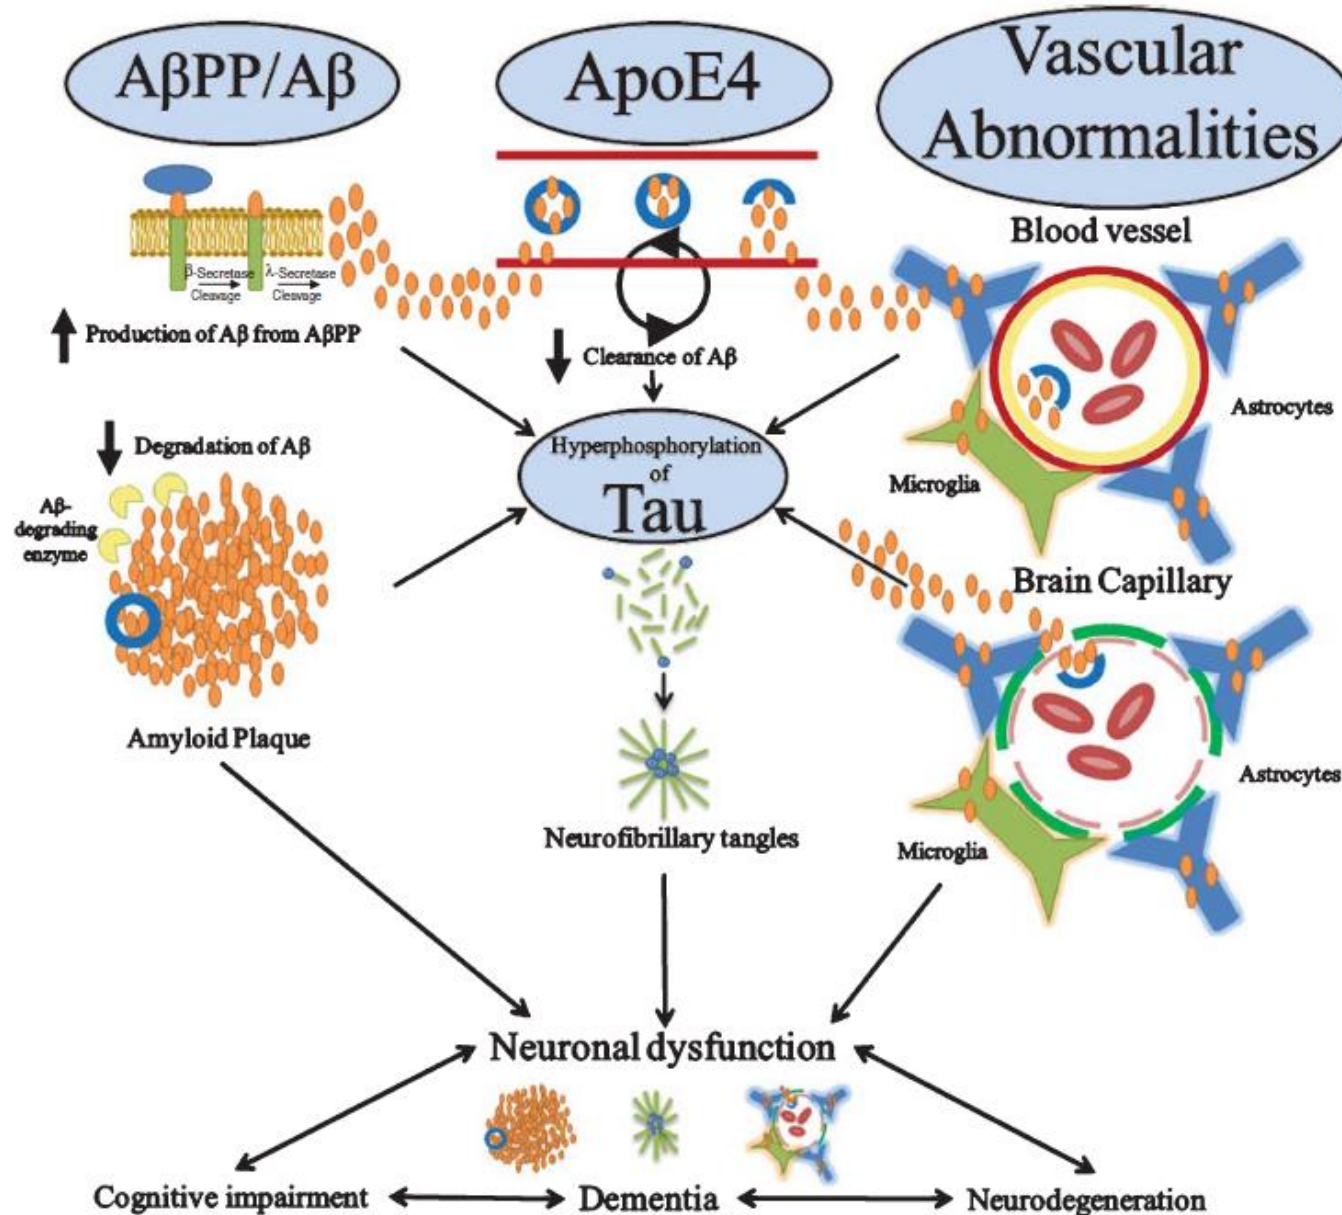 AβPP/Aβ
ApoE4
Vascular
Abnormalities
β-Secretase
Cleavage
λ-Secretase
Cleavage
Production of Aβ from AβPP
Clearance of Aβ
Blood vessel
Astrocytes
Microglia
Degradation of Aβ
Aβ-
degrading
enzyme
Hyperphosphorylation
of
Tau
Amyloid Plaque
Neurofibrillary tangles
Brain Capillary
Astrocytes
Microglia
Neuronal dysfunction
Cognitive impairment
Dementia
Neurodegeneration